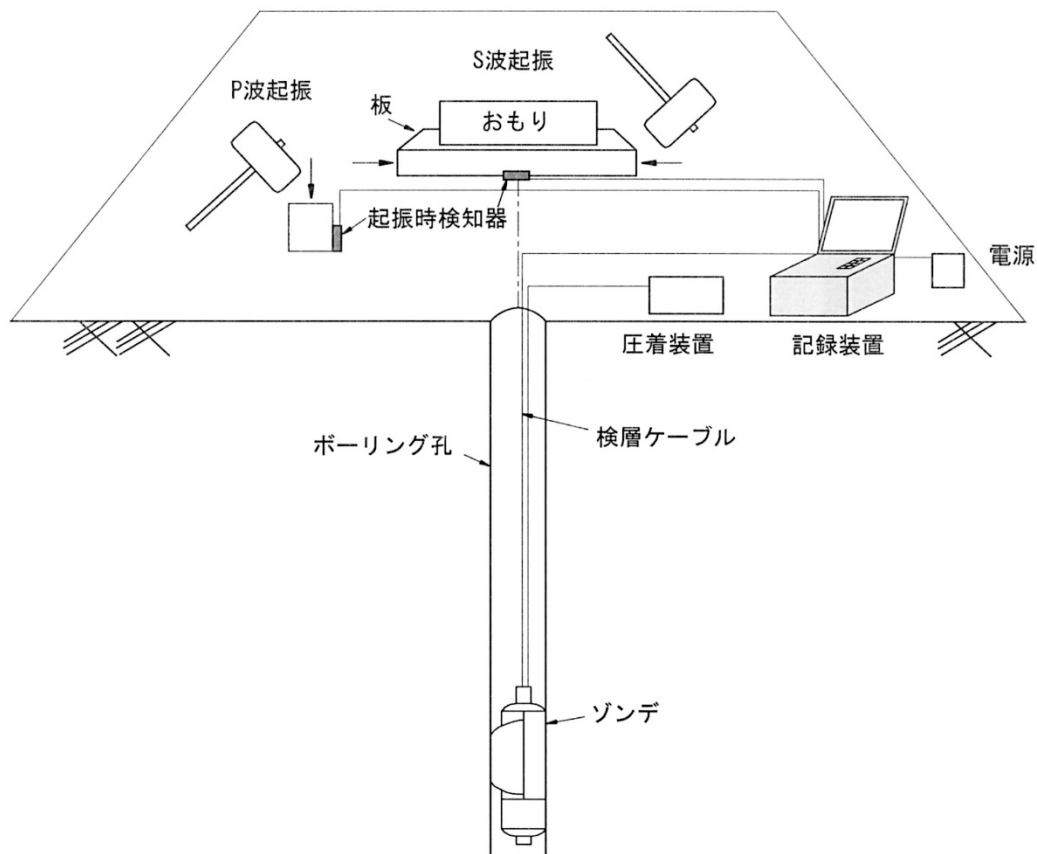 S波起振
P波起振
板
おもり
起振時検知器
電源
圧着装置
記録装置
検層ケーブル
ボーリング孔
ゾンデ